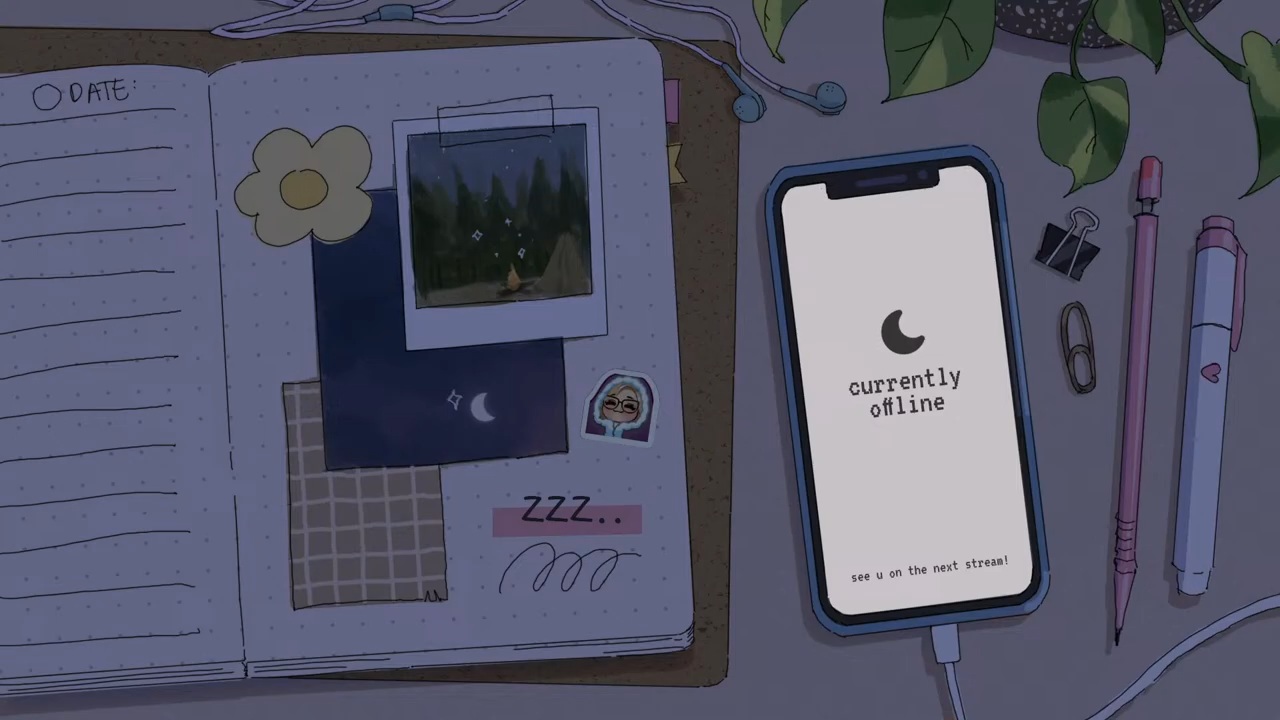 DATE:
zzz..
currently
offline
see u on the next stream!